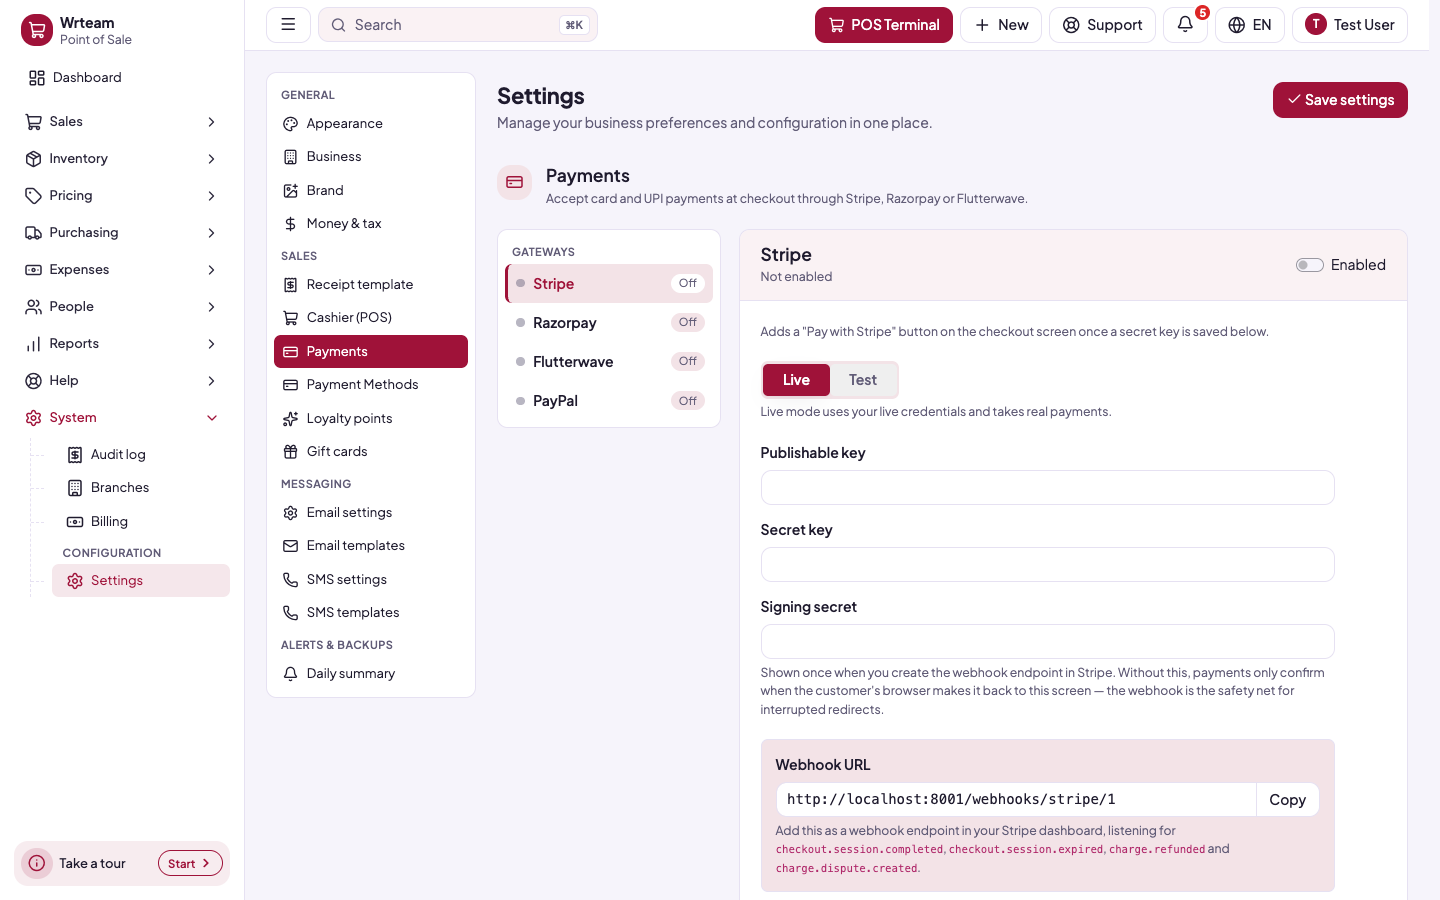 Wrteam
Point of Sale
Dashboard
Sales
Inventory
Pricing
Purchasing
Expenses
People
Reports
Help
System
Audit log
Branches
Billing
CONFIGURATION
Settings
Take a tour
Start
Search
⌘K
POS Terminal
New
Support
5
EN
T
Test User
GENERAL
Appearance
Business
Brand
Money & tax
SALES
Receipt template
Cashier (POS)
Payments
Payment Methods
Loyalty points
Gift cards
MESSAGING
Email settings
Email templates
SMS settings
SMS templates
ALERTS & BACKUPS
Daily summary
Settings
Manage your business preferences and configuration in one place.
Save settings
Payments
Accept card and UPI payments at checkout through Stripe, Razorpay or Flutterwave.
GATEWAYS
Stripe Off
Razorpay Off
Flutterwave Off
PayPal Off
Stripe
Not enabled
Enabled
Adds a "Pay with Stripe" button on the checkout screen once a secret key is saved below.
Live Test
Live mode uses your live credentials and takes real payments.
Publishable key
Secret key
Signing secret
Shown once when you create the webhook endpoint in Stripe. Without this, payments only confirm
when the customer's browser makes it back to this screen — the webhook is the safety net for
interrupted redirects.
Webhook URL
http://localhost:8001/webhooks/stripe/1
Copy
Add this as a webhook endpoint in your Stripe dashboard, listening for
checkout.session.completed, checkout.session.expired, charge.refunded and
charge.dispute.created.